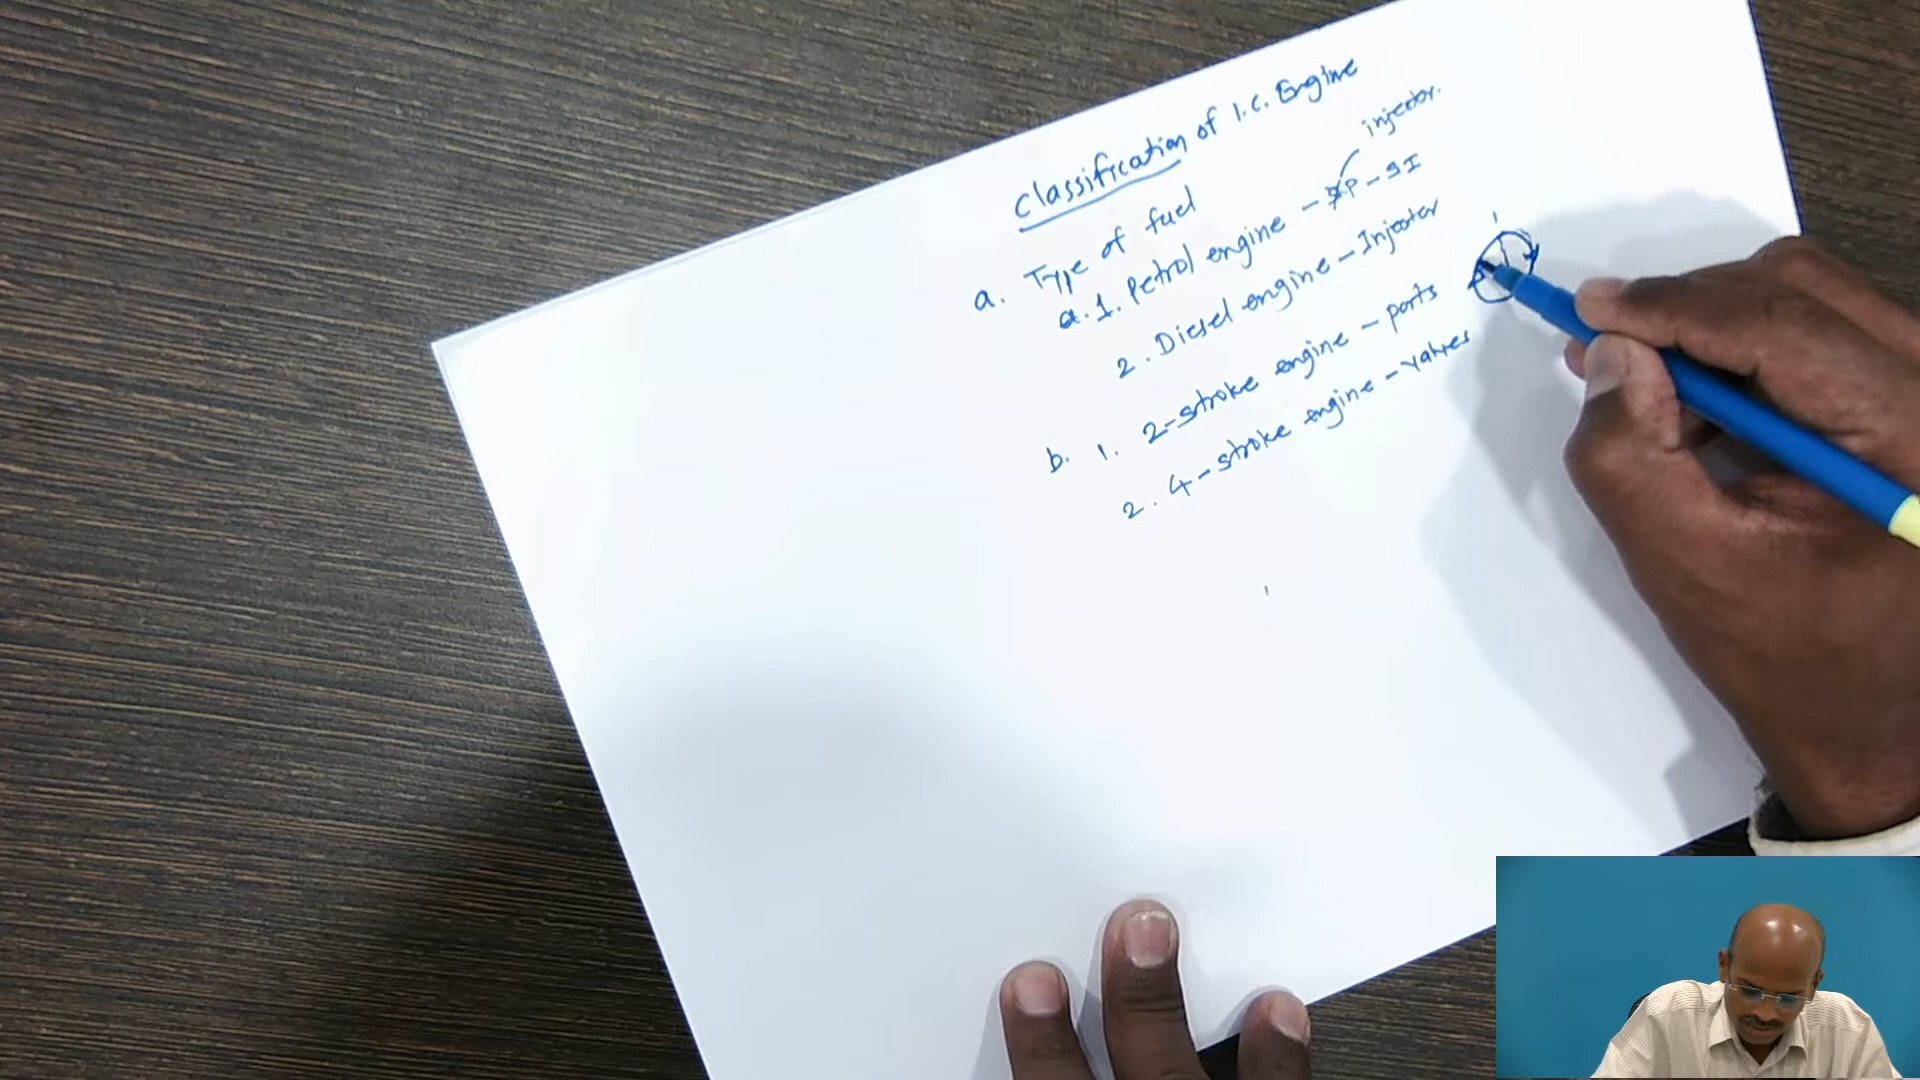 Classification of I.C. Engine
a. Type of fuel
injector.
a. 1. Petrol engine - SP - SI
2. Diesel engine - Injector
b. 1. 2-stroke engine - ports
2. 4-stroke engine - valves